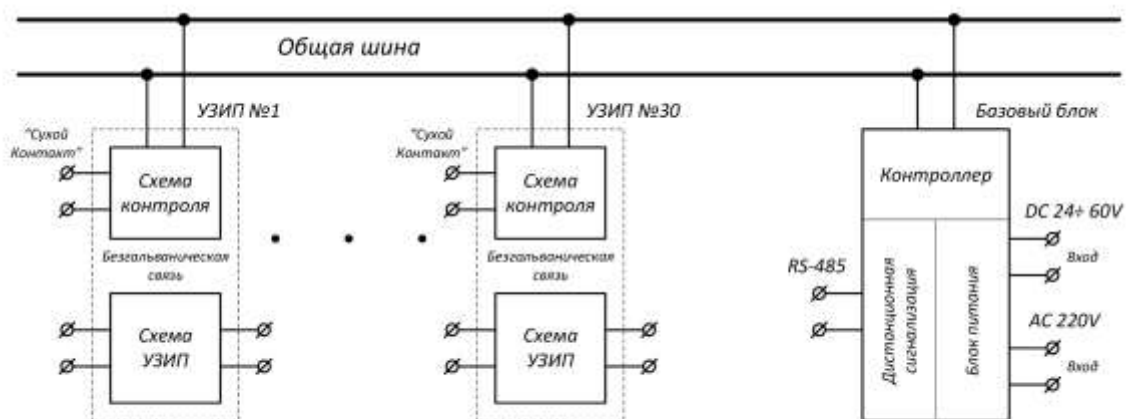 Общая шина
УЗИП №1
УЗИП №30
Базовый блок
"Сухой
Контакт"
Схема
контроля
Безгальваническая
связь
Схема
УЗИП
"Сухой
Контакт"
Схема
контроля
Безгальваническая
связь
Схема
УЗИП
Контроллер
RS-485
Дистанционная
сигнализация
Блок питания
DC 24÷ 60V
Вход
AC 220V
Вход